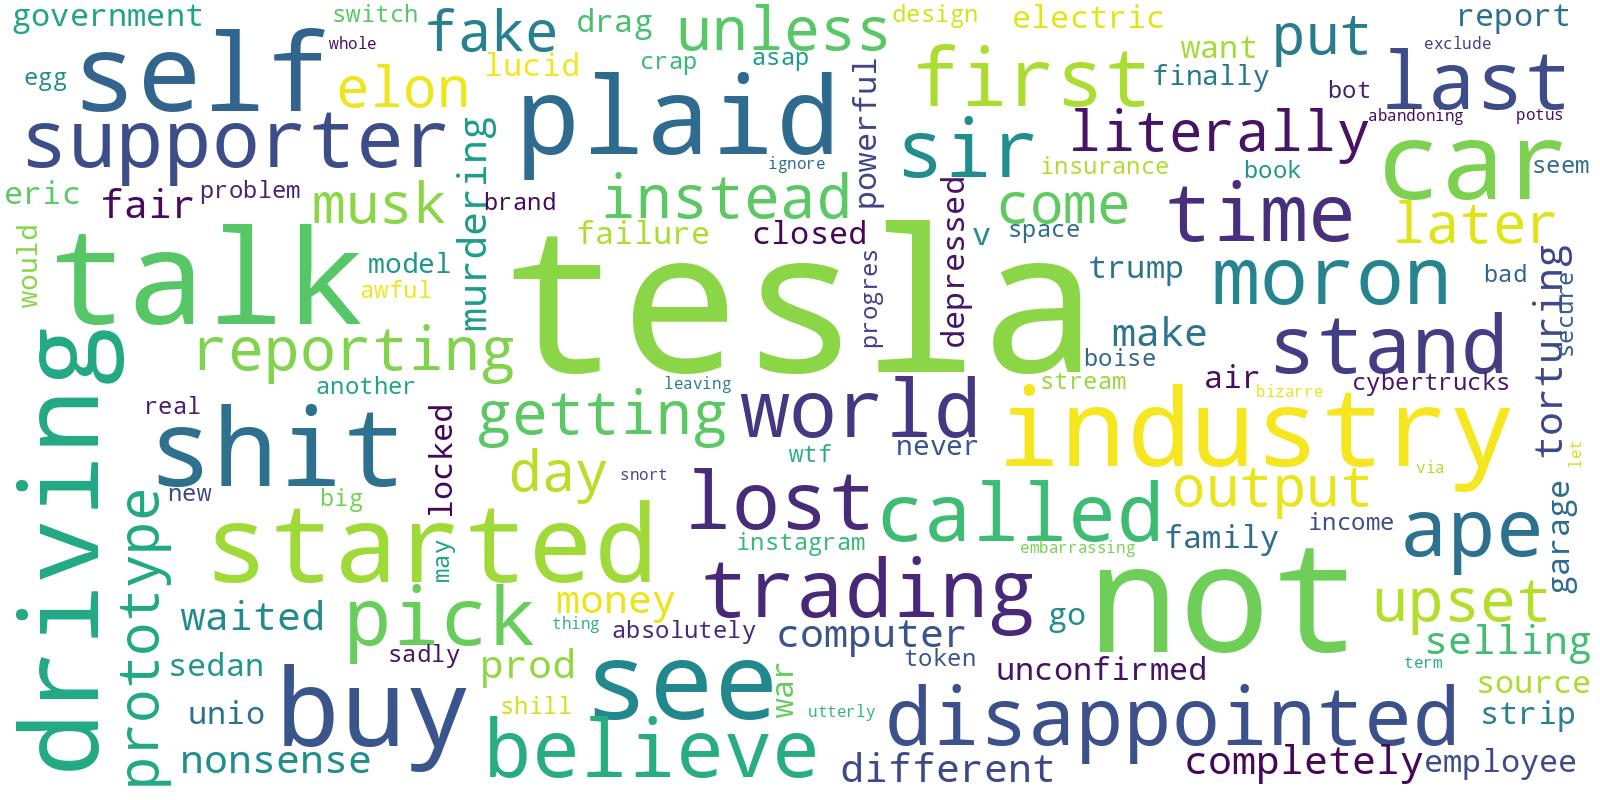 government
switch
fake
drag
unless
design
electric
put
report
self
whole
elon
lucid
crap
asap
first
want
finally
exclude
last
egg
plaid
powerful
bot
supporter
murdering
sir
literally
abandoning
potus
car
ignore
insurance
book
seem
eric
fair
problem
musk
brand
instead
depressed
come
time
later
would
talk
model
awful
failure
closed
v
space
tesla
progres
trump
moron
bad
torturing
secure
driving
reporting
boise
make
stand
another
leaving
stream
air
bizarre
cybertrucks
real
shit
locked
getting
world
never
industry
wtf
let
new
big
day
snort
lost
called
output
via
prototype
started
may
instagram
embarrassing
family
income
ape
garage
waited
pick
money
thing
absolutely
trading
computer
go
not
upset
selling
sedan
sadly
prod
see
war
token
unconfirmed
term
source
unio
buy
shill
utterly
disappointed
strip
nonsense
believe
different
completely
employee